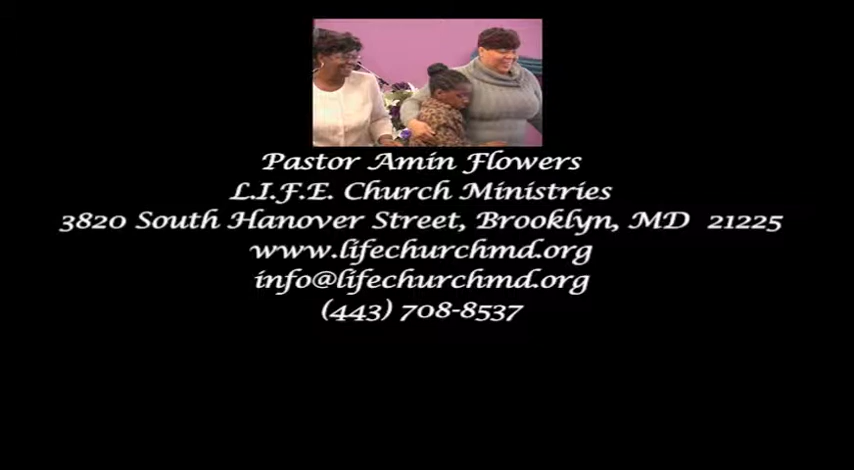 Pastor Amin Flowers
L.I.F.E. Church Ministries
3820 South Hanover Street, Brooklyn, MD 21225
www.lifechurchmd.org
info@lifechurchmd.org
(443) 708-8537